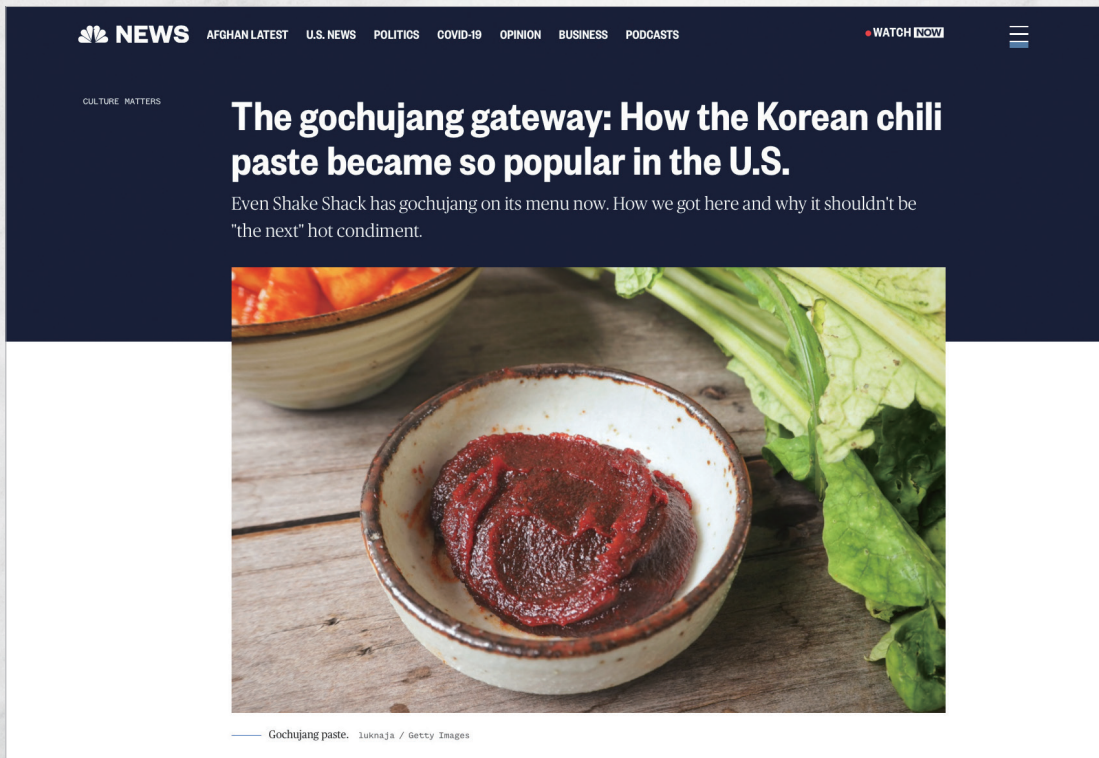 NEWS AFGHAN LATEST U.S. NEWS POLITICS COVID-19 OPINION BUSINESS PODCASTS WATCH NOW
CULTURE MATTERS
The gochujang gateway: How the Korean chili
paste became so popular in the U.S.
Even Shake Shack has gochujang on its menu now. How we got here and why it shouldn't be
"the next" hot condiment.
Gochujang paste. luknaja / Getty Images